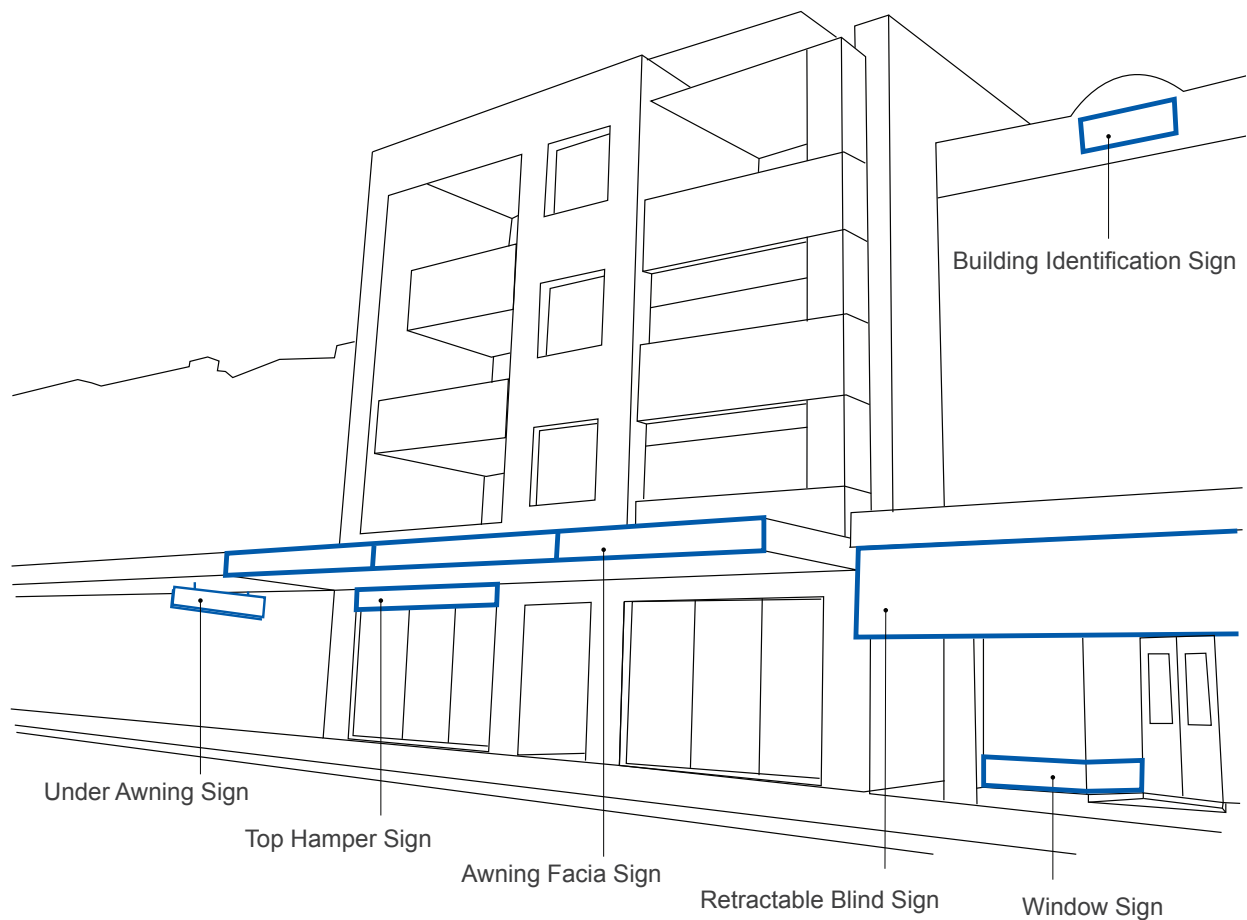 Building Identification Sign
Under Awning Sign
Top Hamper Sign
Awning Facia Sign
Retractable Blind Sign
Window Sign